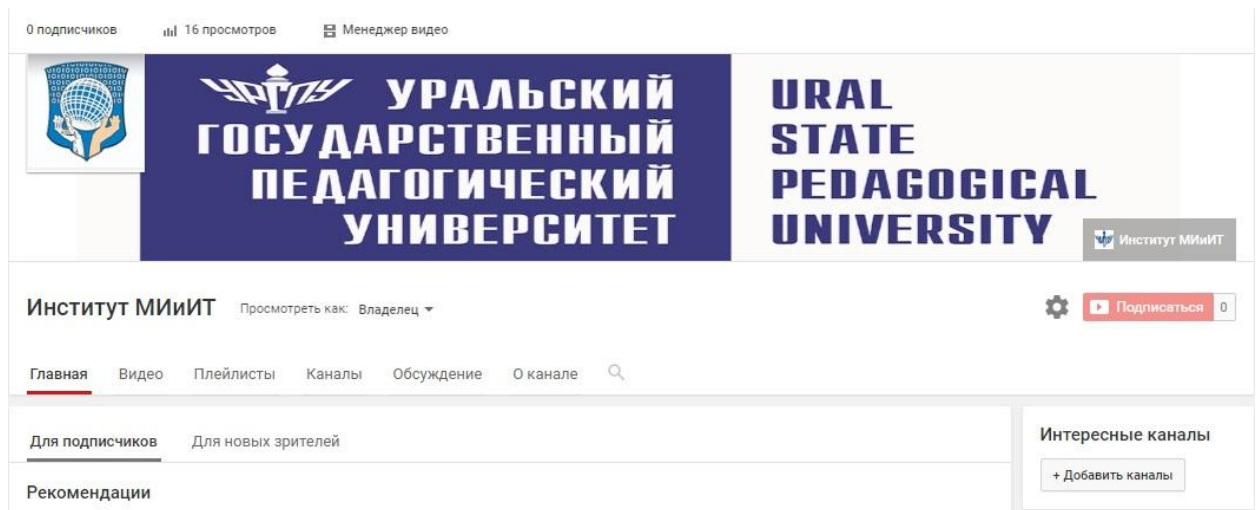 0 подписчиков 16 просмотров Менеджер видео
УрГПУ УРАЛЬСКИЙ
ГОСУДАРСТВЕННЫЙ
ПЕДАГОГИЧЕСКИЙ
УНИВЕРСИТЕТ
URAL
STATE
PEDAGOGICAL
UNIVERSITY
Институт МИиИТ
Институт МИиИТ Просмотреть как: Владелец
Подписаться 0
Главная Видео Плейлисты Каналы Обсуждение О канале
Для подписчиков Для новых зрителей
Рекомендации
Интересные каналы
+ Добавить каналы